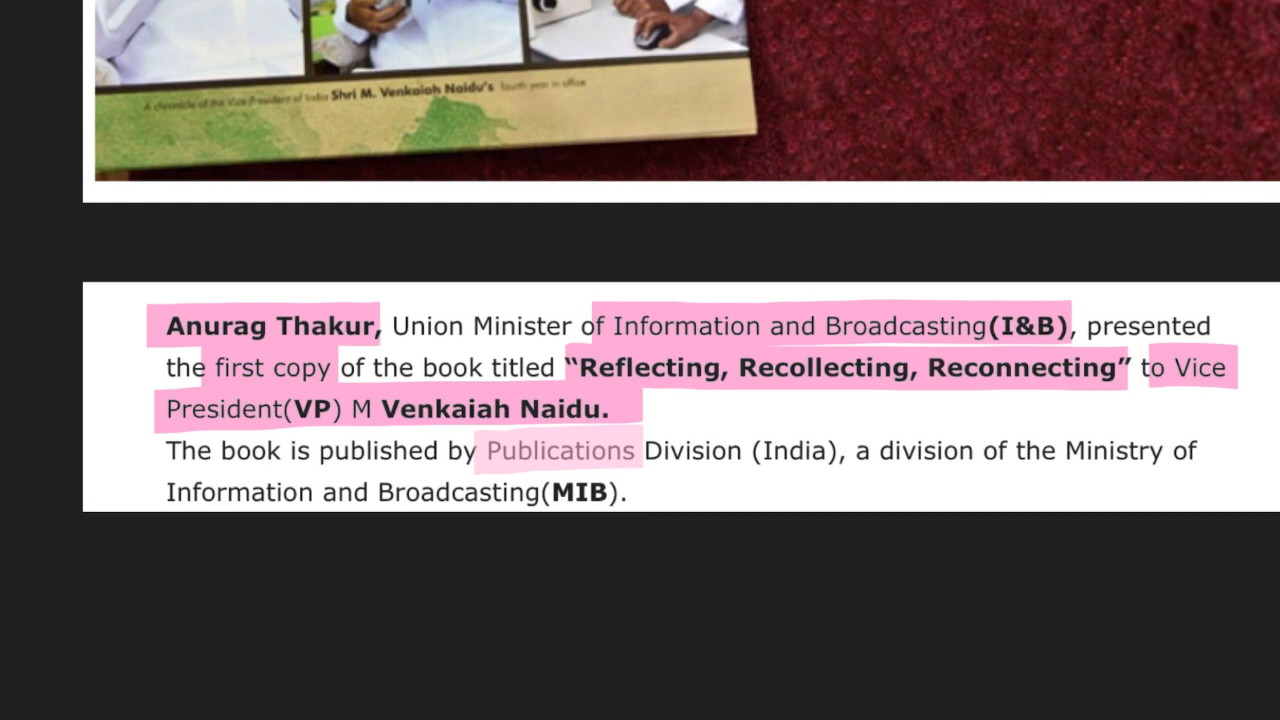 A chronicle of the Vice President of India Shri M. Venkaiah Naidu's fourth year in office
Anurag Thakur, Union Minister of Information and Broadcasting(I&B), presented
the first copy of the book titled “Reflecting, Recollecting, Reconnecting” to Vice
President(VP) M Venkaiah Naidu.
The book is published by Publications Division (India), a division of the Ministry of
Information and Broadcasting(MIB).